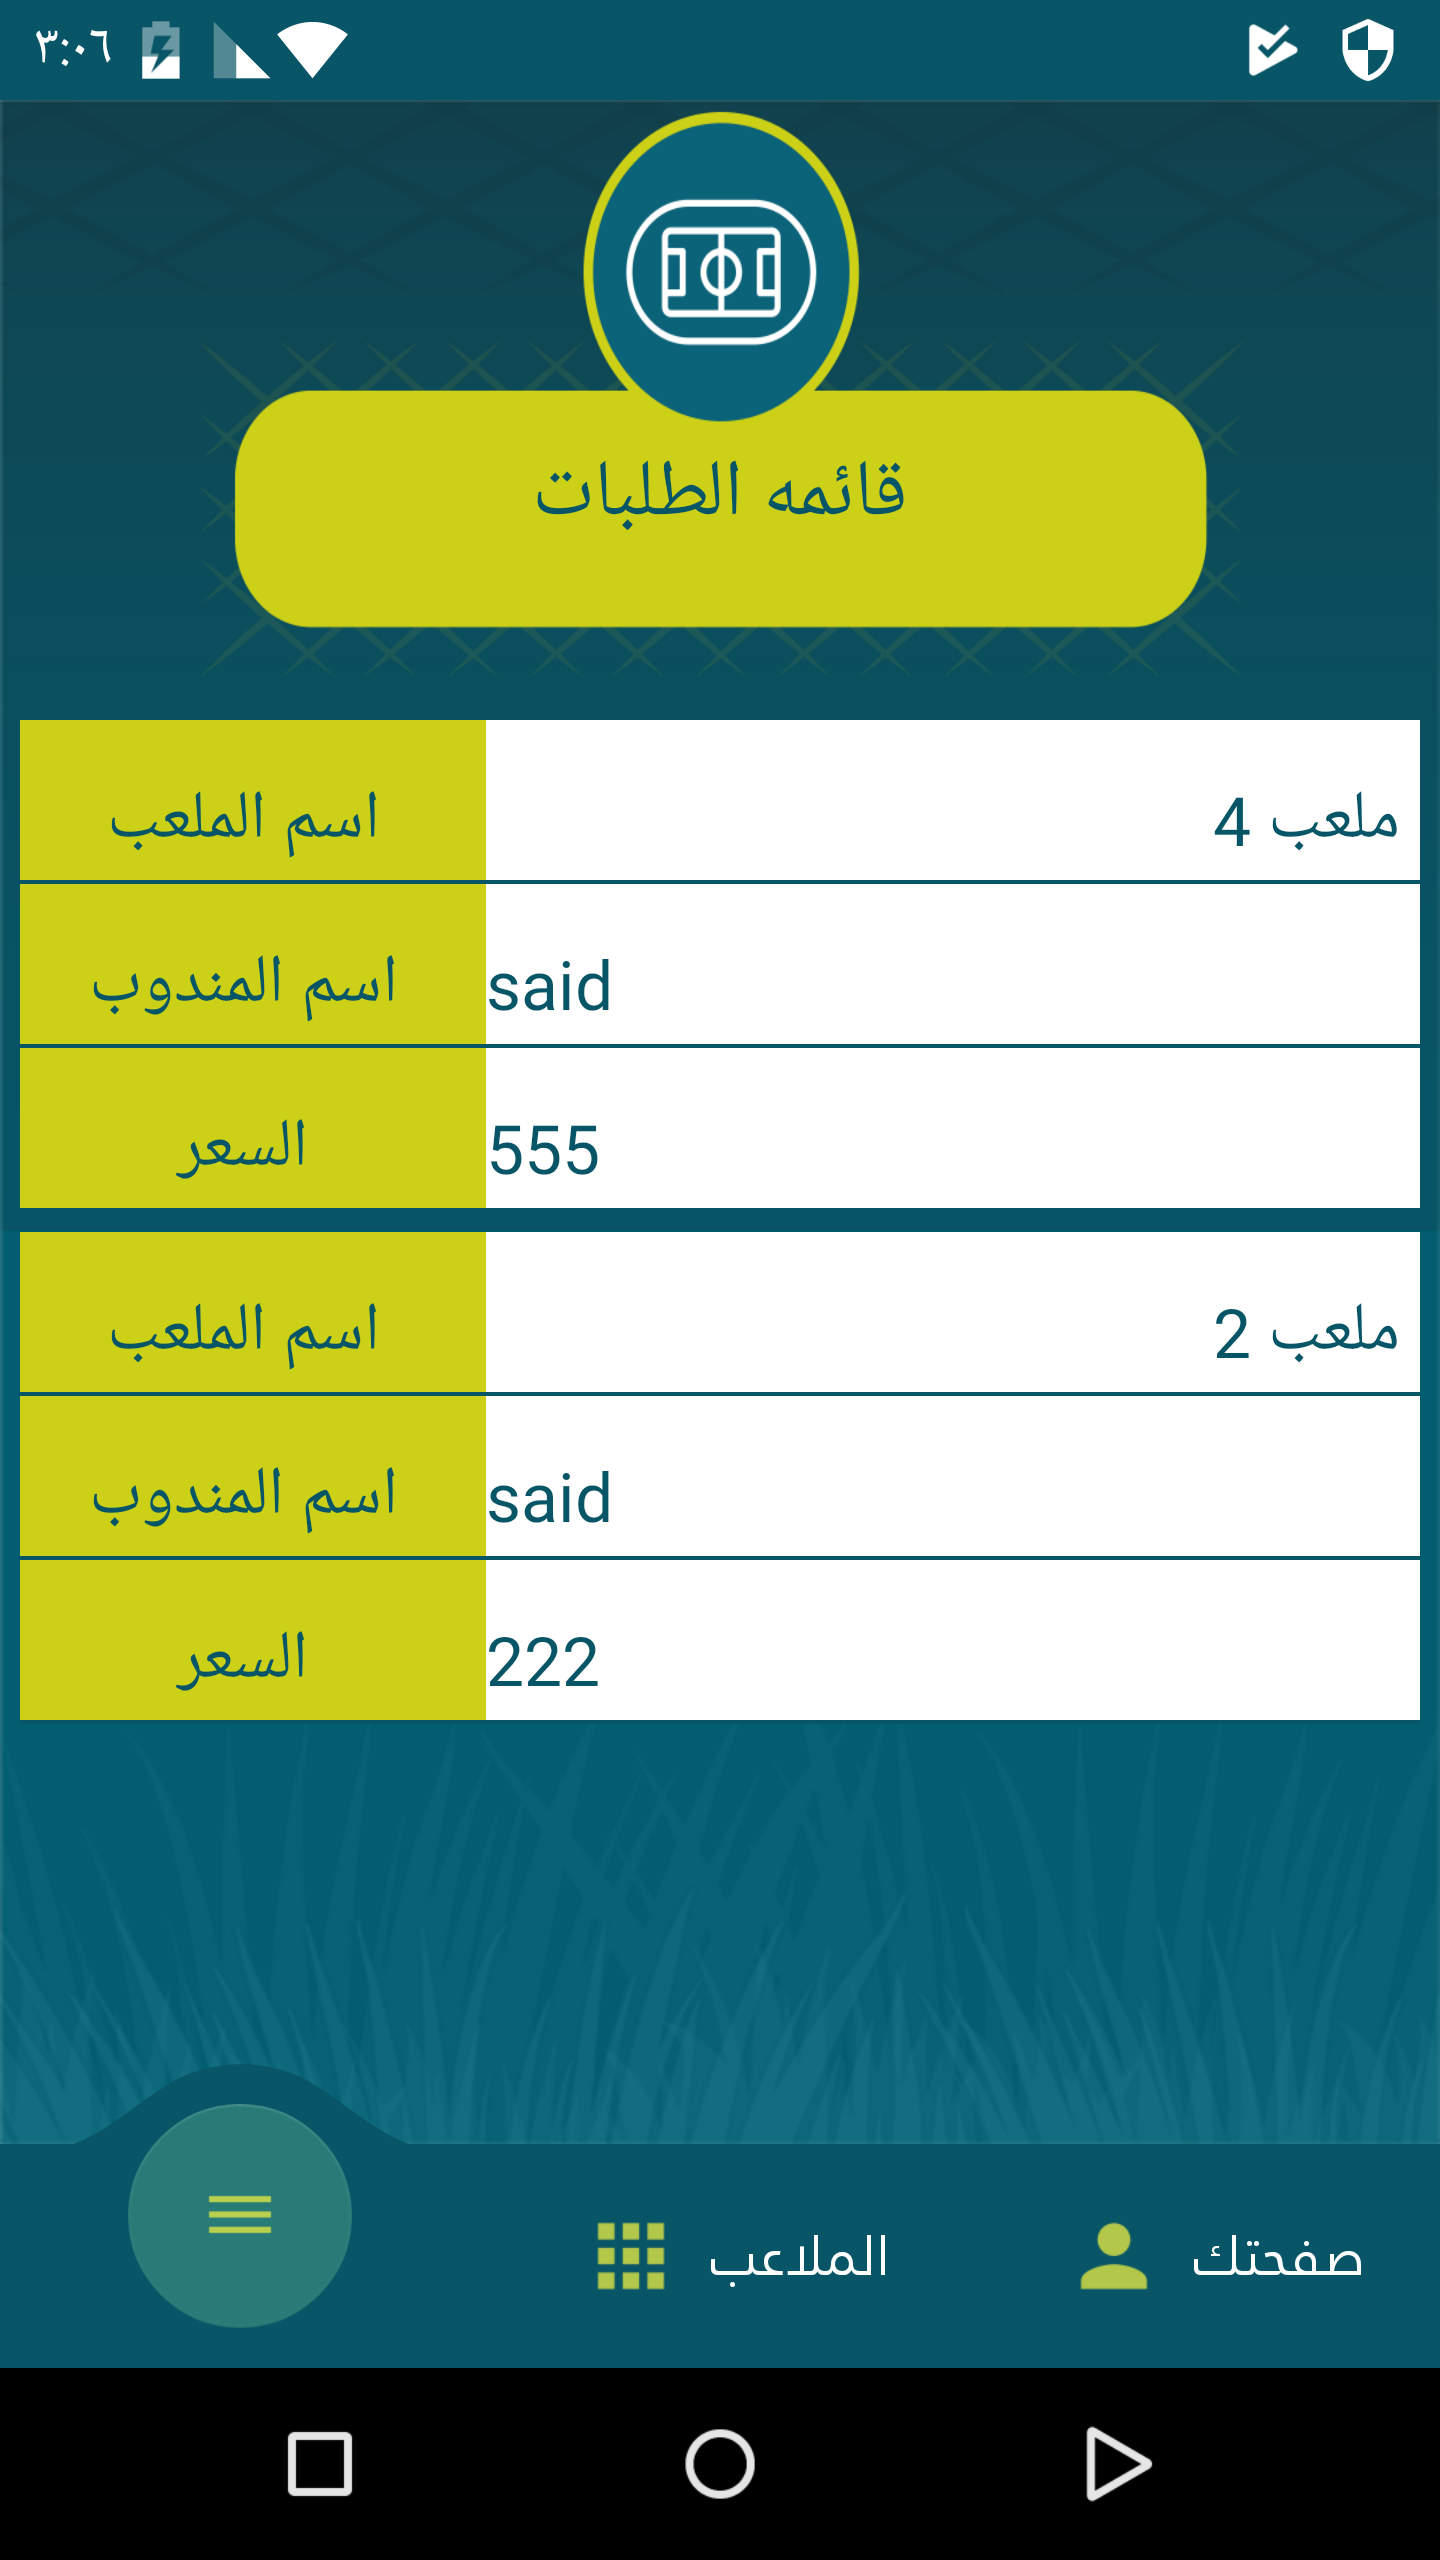 ٣:٠٦
قائمه الطلبات
اسم الملعب ملعب 4
اسم المندوب said
السعر 555
اسم الملعب ملعب 2
اسم المندوب said
السعر 222
صفحتك الملاعب